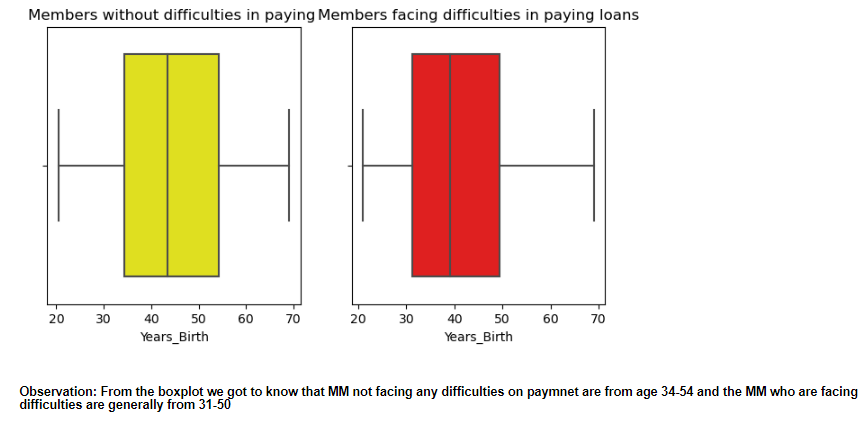 Members without difficulties in paying Members facing difficulties in paying loans
20 30 40 50 60 70 20 30 40 50 60 70
Years_Birth Years_Birth
Observation: From the boxplot we got to know that MM not facing any difficulties on paymnet are from age 34-54 and the MM who are facing
difficulties are generally from 31-50